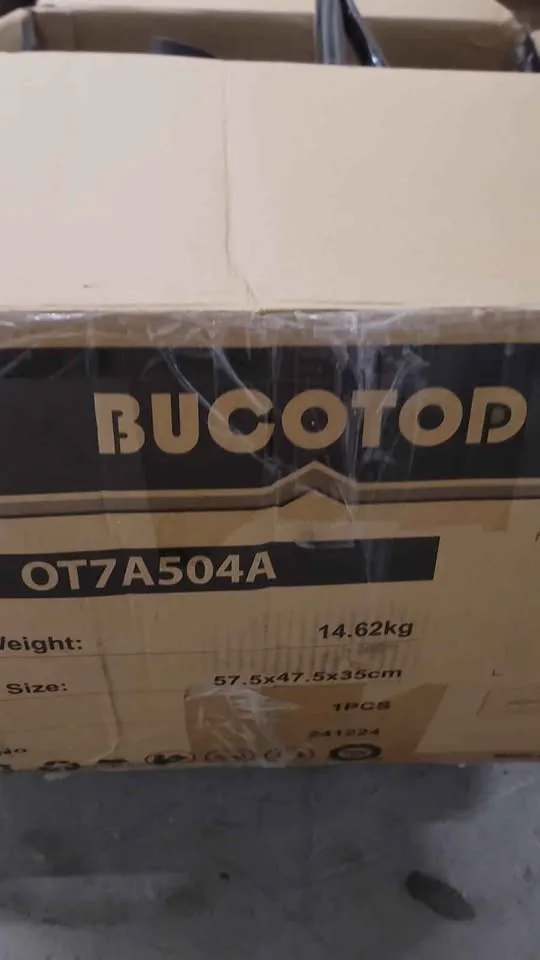 BUCOTOD
OT7A504A
Weight: 14.62kg
Size: 57.5x47.5x35cm
1PCS
241224